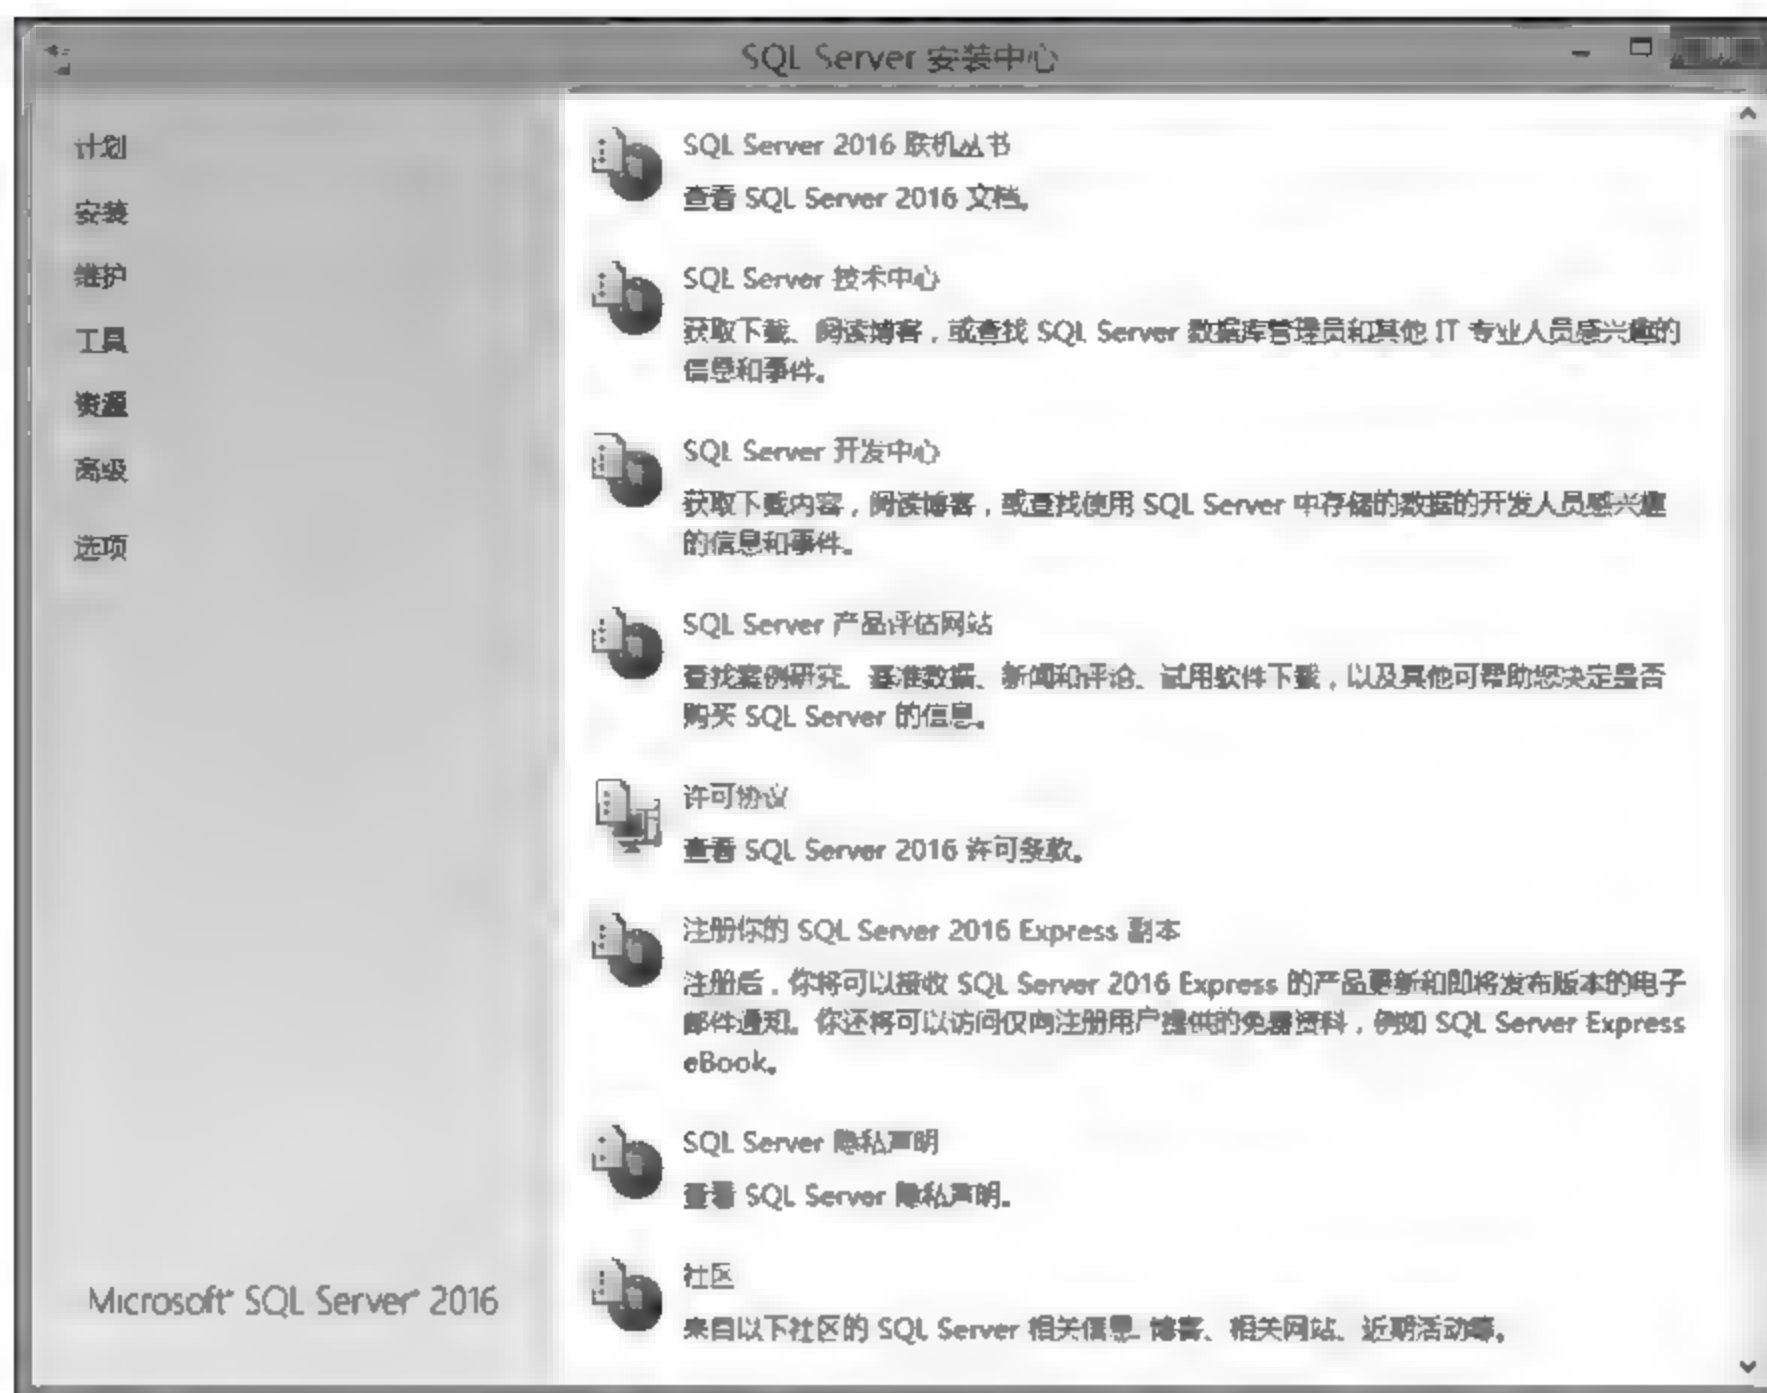 SQL Server 安装中心
计划
安装
维护
工具
资源
高级
选项
Microsoft SQL Server 2016
SQL Server 2016 联机丛书
查看 SQL Server 2016 文档。
SQL Server 技术中心
获取下载、阅读博客，或查找 SQL Server 数据库管理员和其他 IT 专业人员感兴趣的
信息和事件。
SQL Server 开发中心
获取下载内容，阅读博客，或查找使用 SQL Server 中存储的数据的开发人员感兴趣
的信息和事件。
SQL Server 产品评估网站
查找案例研究、基准数据、新闻和评论、试用软件下载，以及其他可帮助您决定是否
购买 SQL Server 的信息。
许可协议
查看 SQL Server 2016 许可条款。
注册你的 SQL Server 2016 Express 副本
注册后，你将可以接收 SQL Server 2016 Express 的产品更新和即将发布版本的电子
邮件通知。你还将可以访问仅向注册用户提供的免费资料，例如 SQL Server Express
eBook。
SQL Server 隐私声明
查看 SQL Server 隐私声明。
社区
来自以下社区的 SQL Server 相关信息 博客、相关网站、近期活动等。